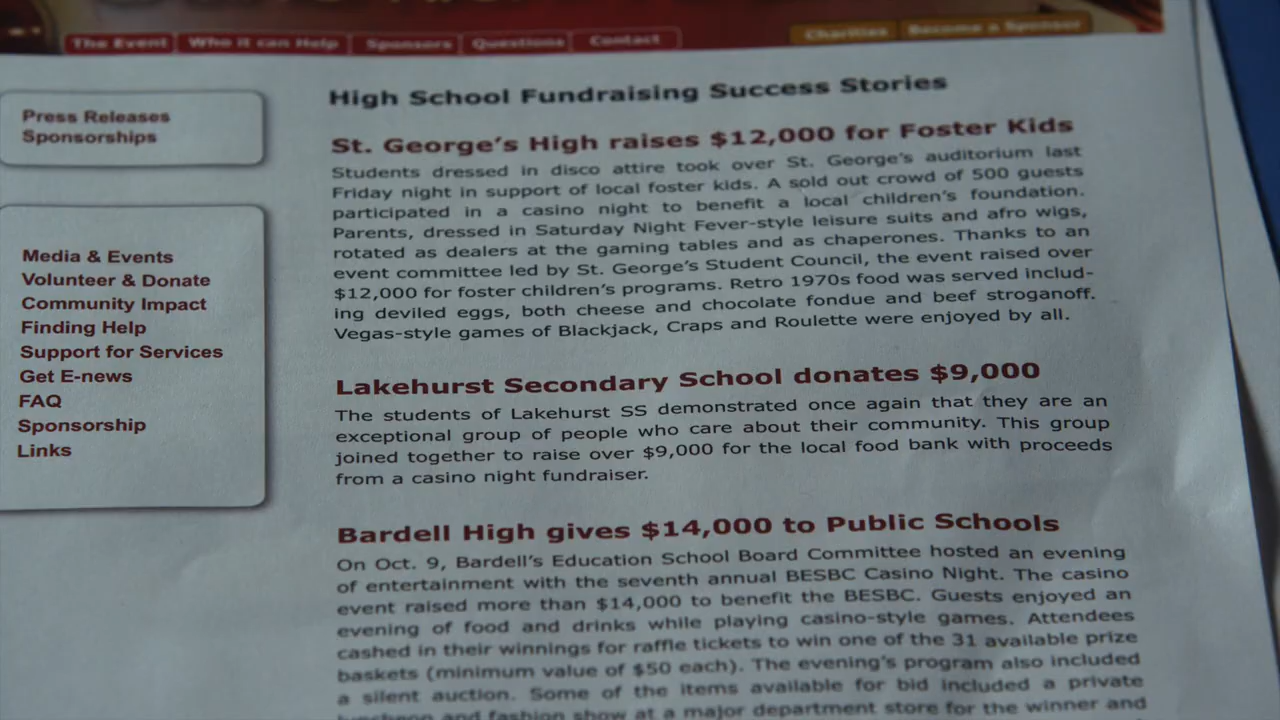 The Event
Who it can Help
Sponsors
Questions
Contact
Charities
Become a Sponsor
Press Releases
Sponsorships
Media & Events
Volunteer & Donate
Community Impact
Finding Help
Support for Services
Get E-news
FAQ
Sponsorship
Links
High School Fundraising Success Stories
St. George's High raises $12,000 for Foster Kids
Students dressed in disco attire took over St. George's auditorium last
Friday night in support of local foster kids. A sold out crowd of 500 guests
participated in a casino night to benefit a local children's foundation.
Parents, dressed in Saturday Night Fever-style leisure suits and afro wigs,
rotated as dealers at the gaming tables and as chaperones. Thanks to an
event committee led by St. George's Student Council, the event raised over
$12,000 for foster children's programs. Retro 1970s food was served includ-
ing deviled eggs, both cheese and chocolate fondue and beef stroganoff.
Vegas-style games of Blackjack, Craps and Roulette were enjoyed by all.
Lakehurst Secondary School donates $9,000
The students of Lakehurst SS demonstrated once again that they are an
exceptional group of people who care about their community. This group
joined together to raise over $9,000 for the local food bank with proceeds
from a casino night fundraiser.
Bardell High gives $14,000 to Public Schools
On Oct. 9, Bardell's Education School Board Committee hosted an evening
of entertainment with the seventh annual BESBC Casino Night. The casino
event raised more than $14,000 to benefit the BESBC. Guests enjoyed an
evening of food and drinks while playing casino-style games. Attendees
cashed in their winnings for raffle tickets to win one of the 31 available prize
baskets (minimum value of $50 each). The evening's program also included
a silent auction. Some of the items available for bid included a private
luncheon and fashion show at a major department store for the winner and